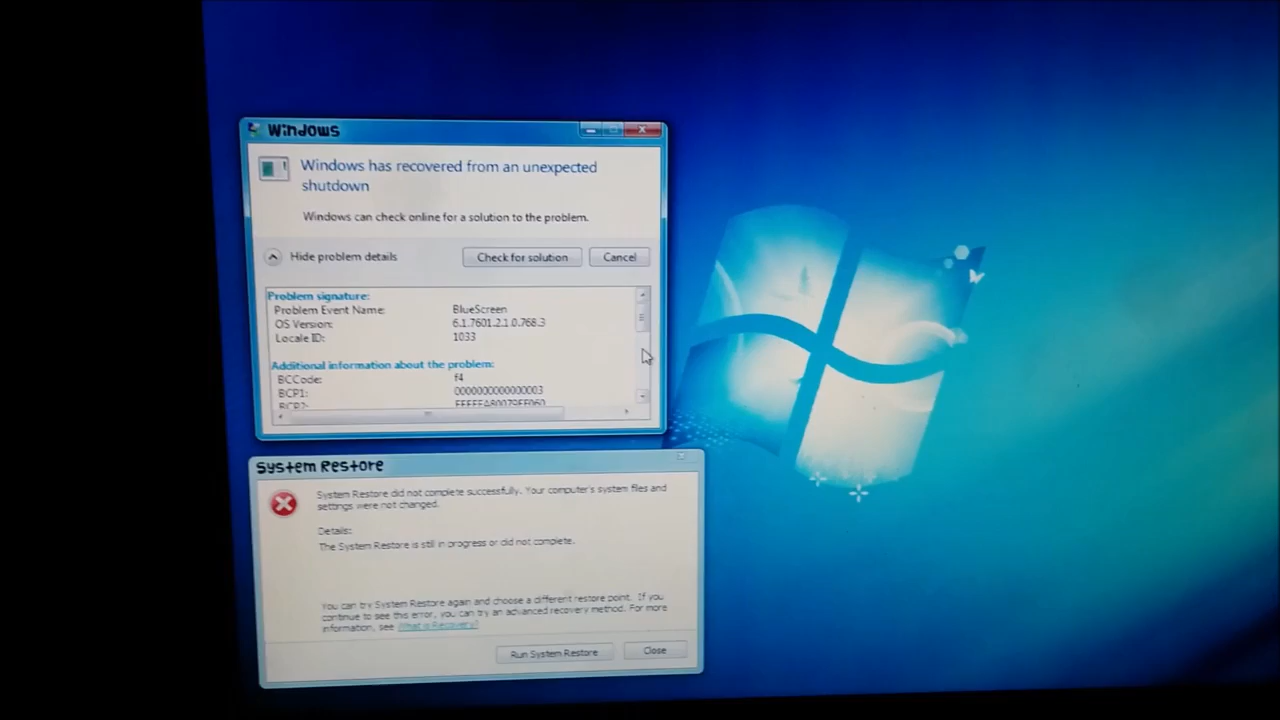 Windows
Windows has recovered from an unexpected
shutdown
Windows can check online for a solution to the problem.
Hide problem details
Check for solution
Cancel
Problem signature:
Problem Event Name: BlueScreen
OS Version: 6.1.7601.2.1.0.768.3
Locale ID: 1033
Additional information about the problem:
BCCode: f4
BCP1: 0000000000000003
BCP2: FFFFFA80079FF060
System Restore
System Restore did not complete successfully. Your computer's system files and
settings were not changed.
Details:
The System Restore is still in progress or did not complete.
You can try System Restore again and choose a different restore point. If you
continue to see this error, you can try an advanced recovery method. For more
information, see What is Recovery?
Run System Restore
Close